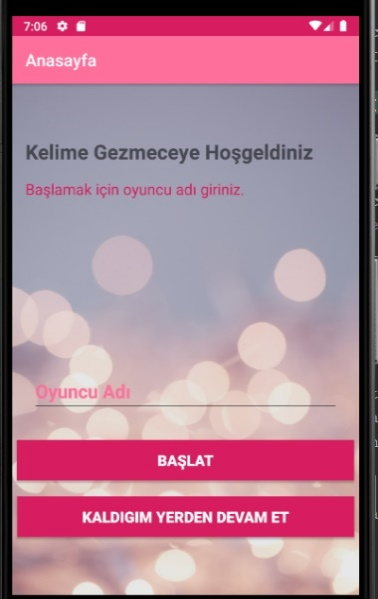 7:06
Anasayfa
Kelime Gezmeceye Hoşgeldiniz
Başlamak için oyuncu adı giriniz.
Oyuncu Adı
BAŞLAT
KALDIGIM YERDEN DEVAM ET